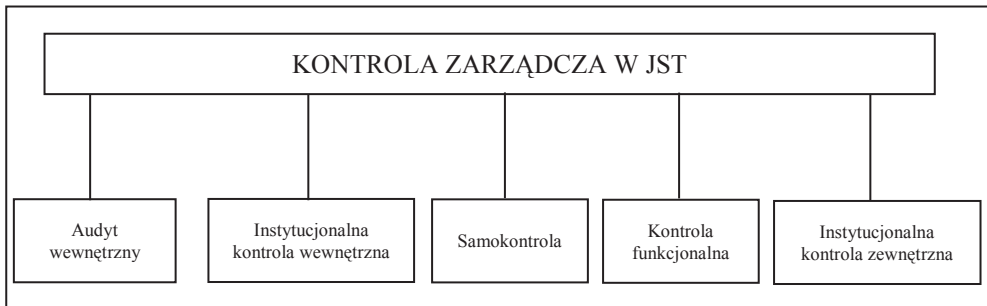 KONTROLA ZARZĄDCZA W JST
Audyt
wewnętrzny
Instytucjonalna
kontrola wewnętrzna
Samokontrola
Kontrola
funkcjonalna
Instytucjonalna
kontrola zewnętrzna